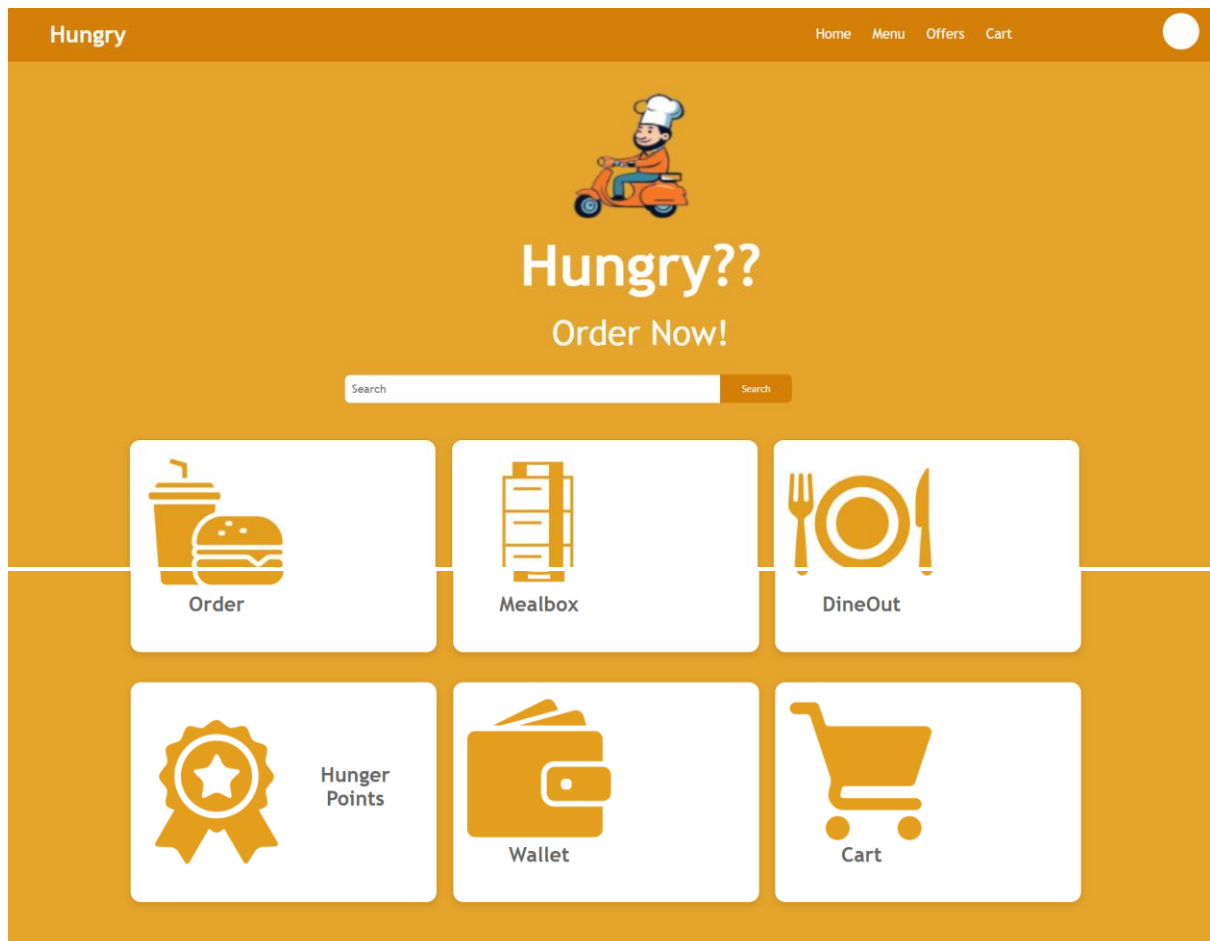 Hungry
Home Menu Offers Cart
Hungry??
Order Now!
Search Search
Order Mealbox DineOut
Hunger
Points
Wallet Cart